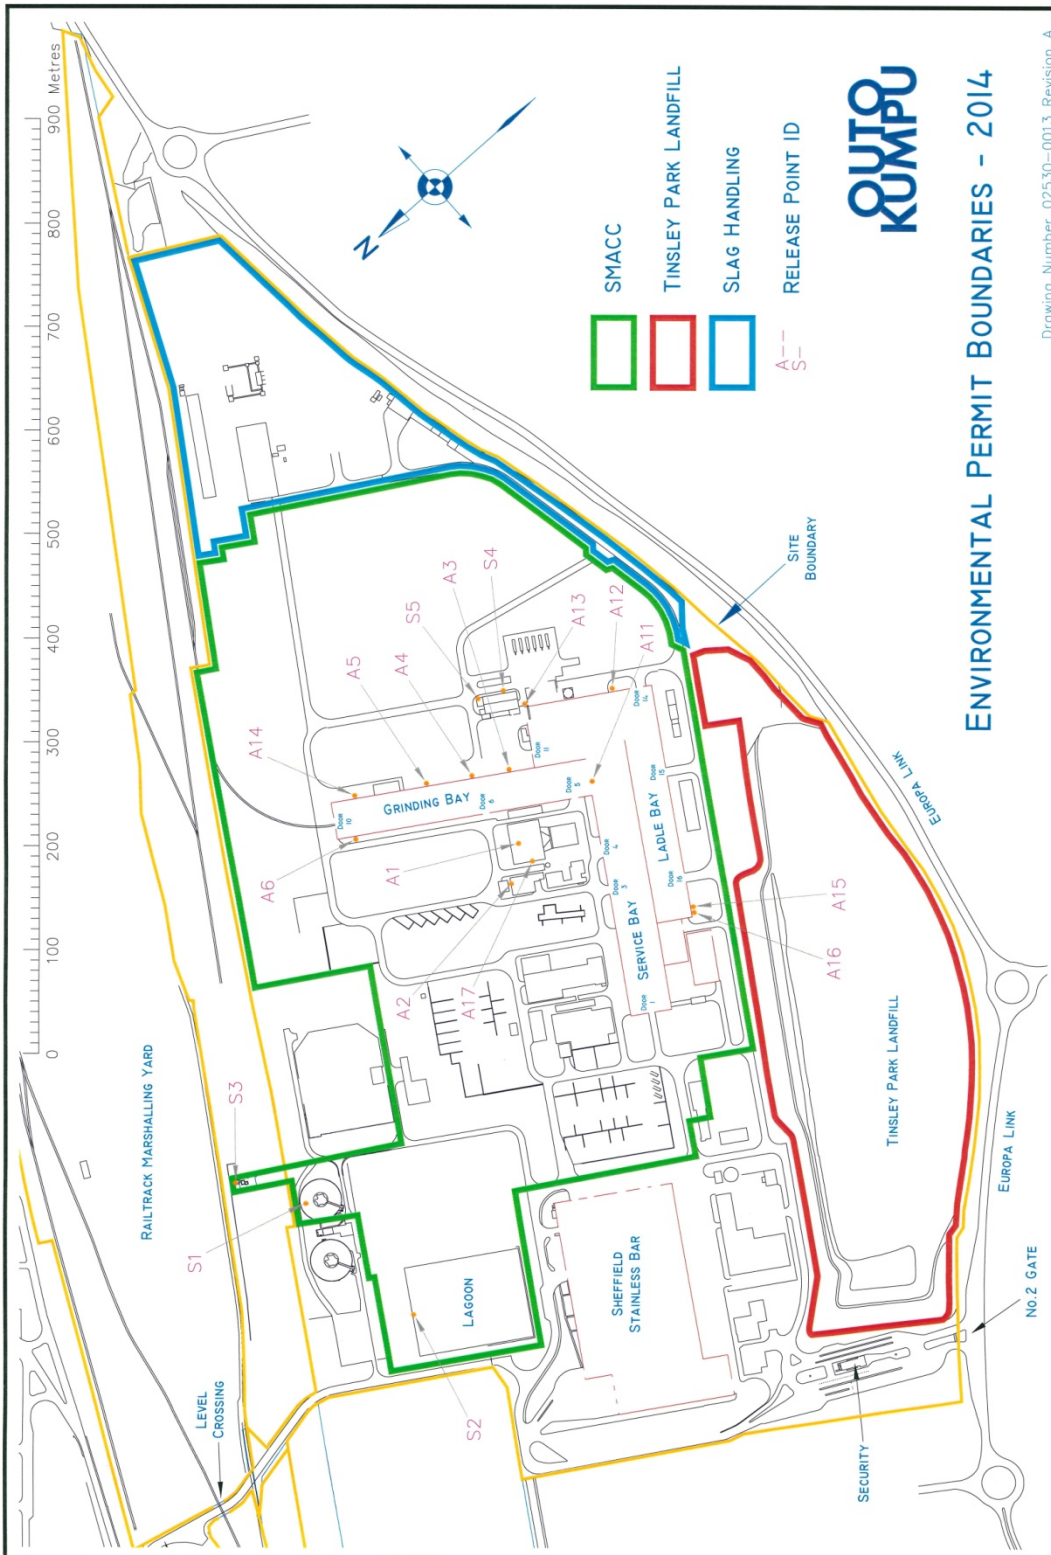 0 100 200 300 400 500 600 700 800 900 Metres
RAILTRACK MARSHALLING YARD
LEVEL
CROSSING
S3
S1
S2
LAGOON
SHEFFIELD
STAINLESS BAR
SECURITY
NO.2 GATE
EUROPA LINK
TINSLEY PARK LANDFILL
EUROPA LINK
SITE
BOUNDARY
A14
A5
A4
S5
A3
S4
A13
A12
A11
A6
A1
A2
A17
A16
A15
GRINDING BAY
SERVICE BAY
LADLE BAY
DOOR
10
DOOR
6
DOOR
5
DOOR
11
DOOR
14
DOOR
15
DOOR
16
DOOR
4
DOOR
3
DOOR
1
N
SMACC
TINSLEY PARK LANDFILL
SLAG HANDLING
A--
S-
RELEASE POINT ID
OUTO
KUMPU
ENVIRONMENTAL PERMIT BOUNDARIES - 2014
Drawing Number 02530-0013 Revision A